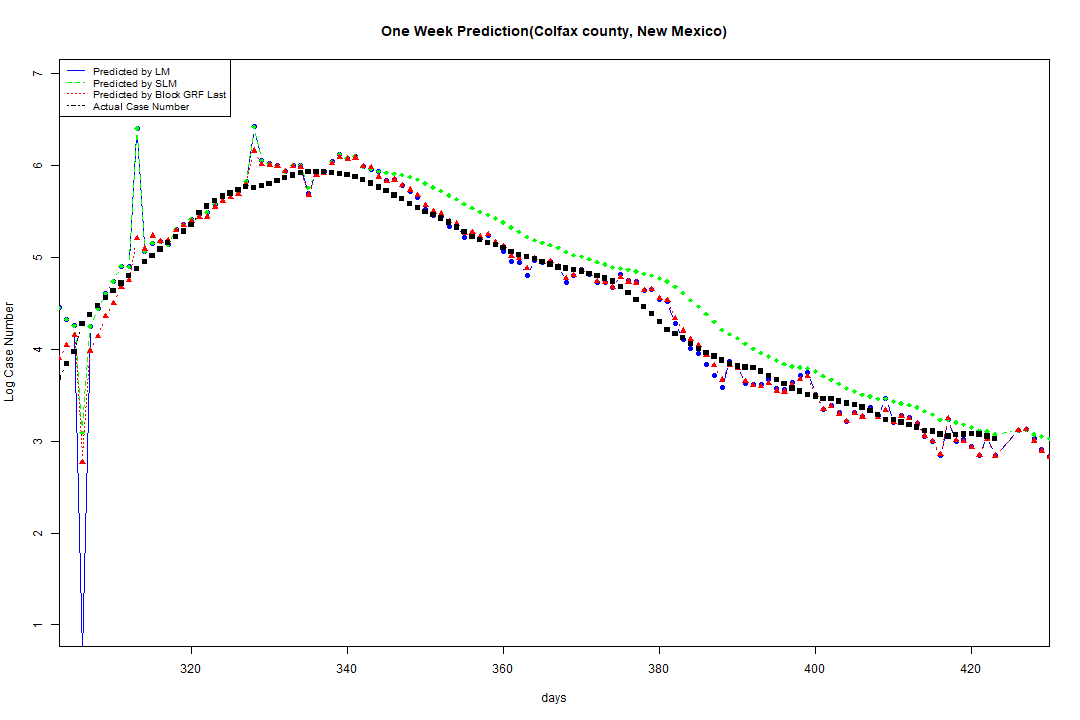 One Week Prediction(Colfax county, New Mexico)
Predicted by LM
Predicted by SLM
Predicted by Block GRF Last
Actual Case Number
7
6
5
4
3
2
1
Log Case Number
320 340 360 380 400 420
days